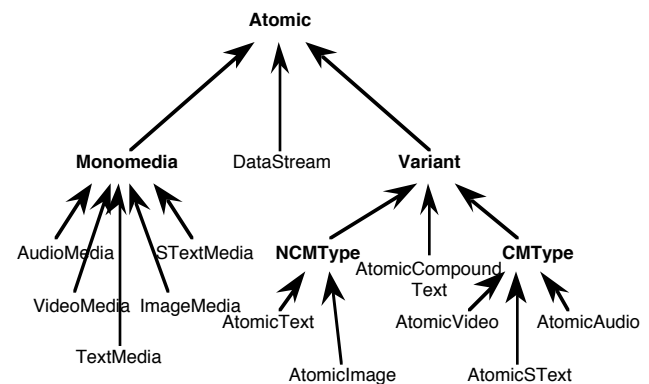 Atomic
Monomedia
DataStream
Variant
AudioMedia
STextMedia
NCMType
AtomicCompound
Text
CMType
VideoMedia
ImageMedia
AtomicText
AtomicVideo
AtomicAudio
TextMedia
AtomicImage
AtomicSText